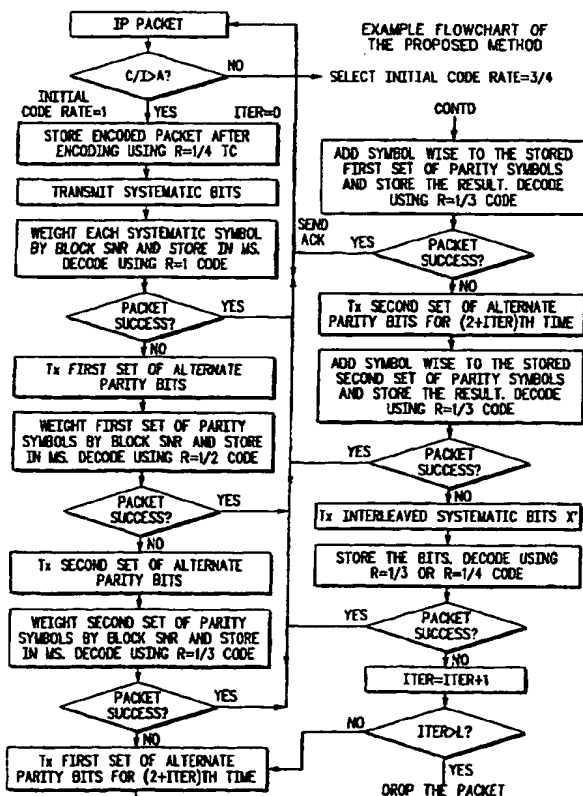 IP PACKET
C/I>A?
NO
INITIAL
CODE RATE=1
YES
ITER=0
STORE ENCODED PACKET AFTER
ENCODING USING R=1/4 TC
TRANSMIT SYSTEMATIC BITS
WEIGHT EACH SYSTEMATIC SYMBOL
BY BLOCK SNR AND STORE IN MS.
DECODE USING R=1 CODE
PACKET
SUCCESS?
YES
NO
Tx FIRST SET OF ALTERNATE
PARITY BITS
WEIGHT FIRST SET OF PARITY
SYMBOLS BY BLOCK SNR AND STORE
IN MS. DECODE USING R=1/2 CODE
PACKET
SUCCESS?
YES
NO
Tx SECOND SET OF ALTERNATE
PARITY BITS
WEIGHT SECOND SET OF PARITY
SYMBOLS BY BLOCK SNR AND STORE
IN MS. DECODE USING R=1/3 CODE
PACKET
SUCCESS?
YES
NO
Tx FIRST SET OF ALTERNATE
PARITY BITS FOR (2+ITER)TH TIME
EXAMPLE FLOWCHART OF
THE PROPOSED METHOD
SELECT INITIAL CODE RATE=3/4
CONTD
ADD SYMBOL WISE TO THE STORED
FIRST SET OF PARITY SYMBOLS
AND STORE THE RESULT. DECODE
USING R=1/3 CODE
SEND
ACK
YES
PACKET
SUCCESS?
NO
Tx SECOND SET OF ALTERNATE
PARITY BITS FOR (2+ITER)TH TIME
ADD SYMBOL WISE TO THE STORED
SECOND SET OF PARITY SYMBOLS
AND STORE THE RESULT. DECODE
USING R=1/3 CODE
YES
PACKET
SUCCESS?
NO
Tx INTERLEAVED SYSTEMATIC BITS X'
STORE THE BITS. DECODE USING
R=1/3 OR R=1/4 CODE
YES
PACKET
SUCCESS?
NO
ITER=ITER+1
NO
ITER>L?
YES
DROP THE PACKET